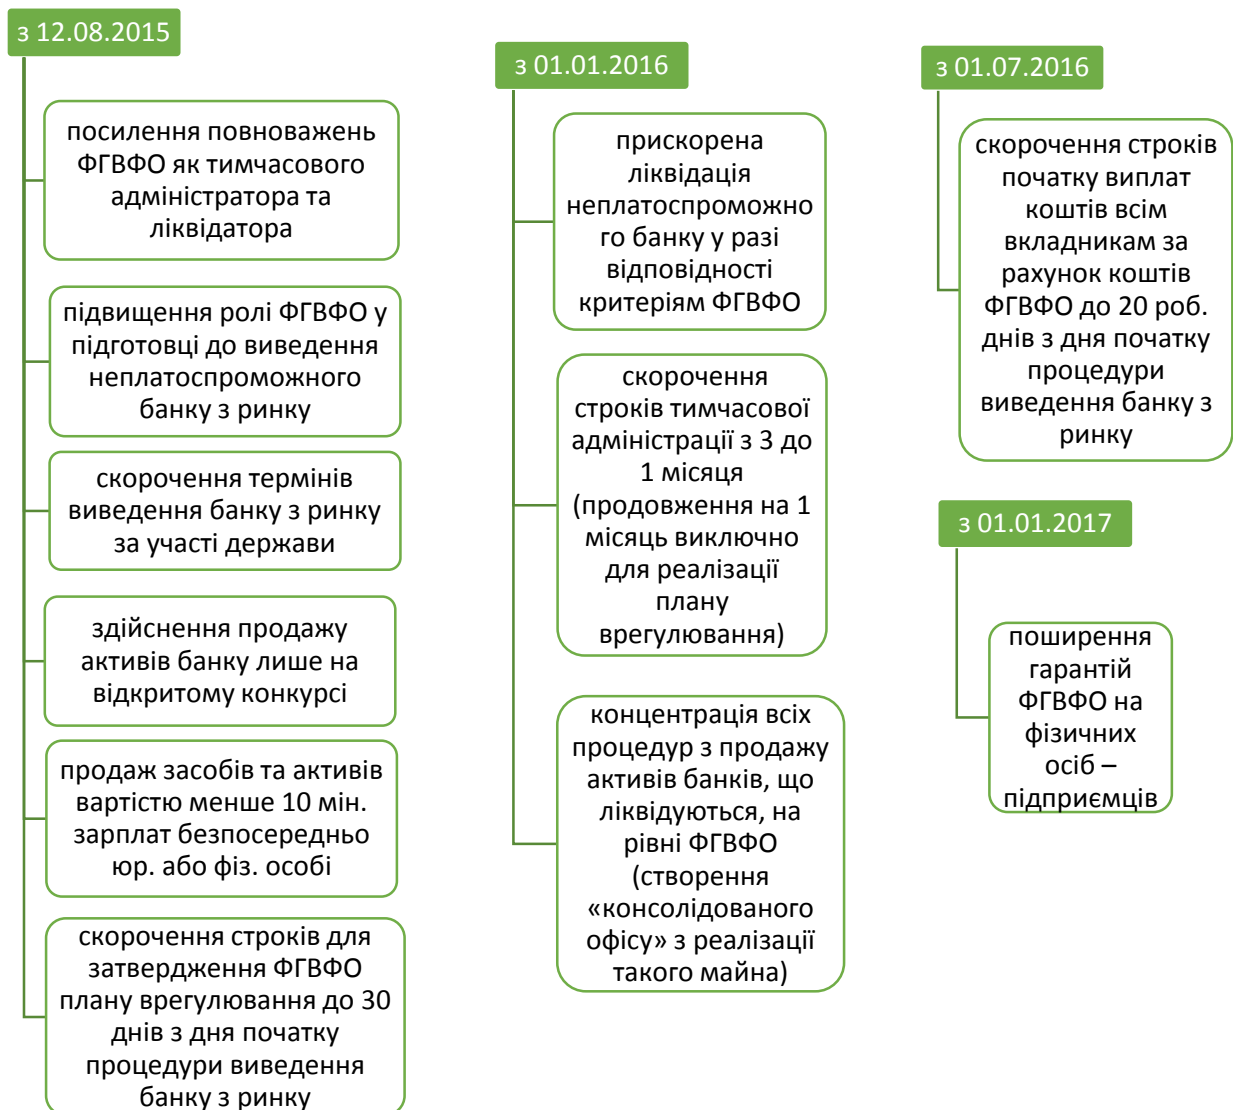 з 12.08.2015
посилення повноважень
ФГВФО як тимчасового
адміністратора та
ліквідатора
підвищення ролі ФГВФО у
підготовці до виведення
неплатоспроможного
банку з ринку
скорочення термінів
виведення банку з ринку
за участі держави
здійснення продажу
активів банку лише на
відкритому конкурсі
продаж засобів та активів
вартістю менше 10 мін.
зарплат безпосередньо
юр. або фіз. особі
скорочення строків для
затвердження ФГВФО
плану врегулювання до 30
днів з дня початку
процедури виведення
банку з ринку
з 01.01.2016
прискорена
ліквідація
неплатоспроможно
го банку у разі
відповідності
критеріям ФГВФО
скорочення
строків тимчасової
адміністрації з 3 до
1 місяця
(продовження на 1
місяць виключно
для реалізації
плану
врегулювання)
концентрація всіх
процедур з продажу
активів банків, що
ліквідуються, на
рівні ФГВФО
(створення
«консолідованого
офісу» з реалізації
такого майна)
з 01.07.2016
скорочення строків
початку виплат
коштів всім
вкладникам за
рахунок коштів
ФГВФО до 20 роб.
днів з дня початку
процедури
виведення банку з
ринку
з 01.01.2017
поширення
гарантій
ФГВФО на
фізичних
осіб –
підприємців